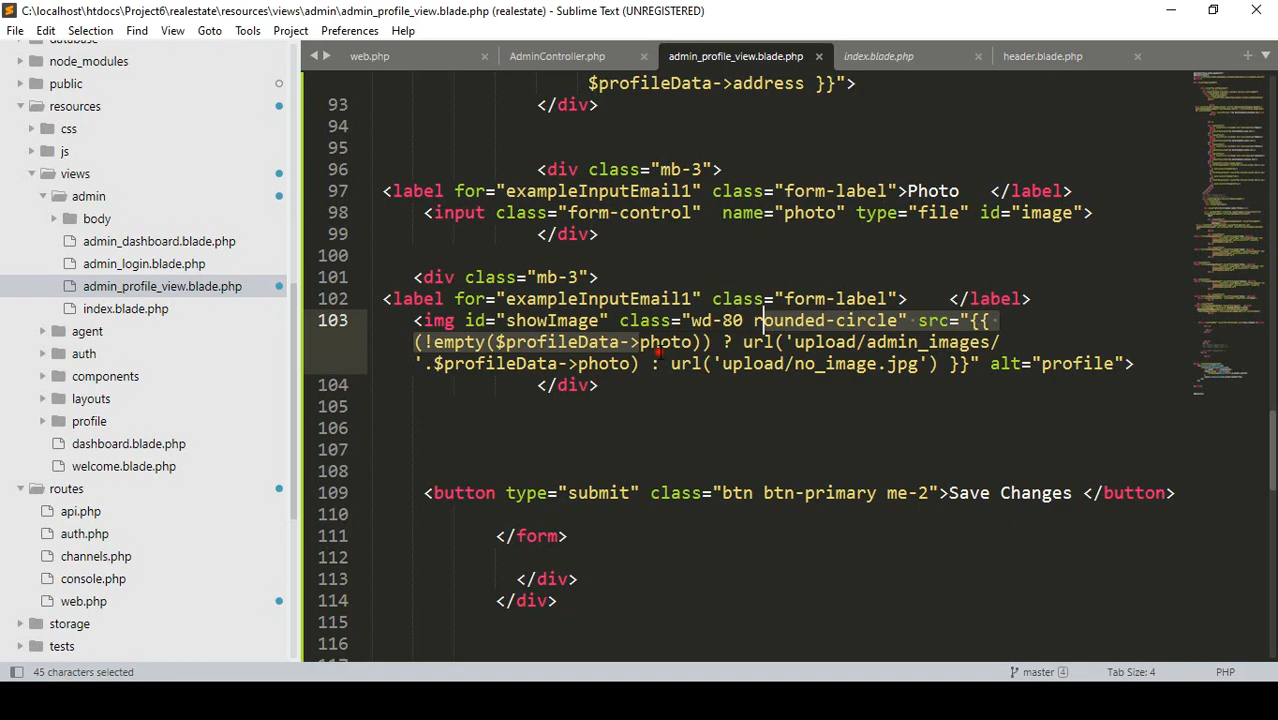 C:\localhost\htdocs\Project6\realestate\resources\views\admin\admin_profile_view.blade.php (realestate) - Sublime Text (UNREGISTERED)
File Edit Selection Find View Goto Tools Project Preferences Help
web.php AdminController.php admin_profile_view.blade.php index.blade.php header.blade.php
node_modules
public
resources
css
js
views
admin
body
admin_dashboard.blade.php
admin_login.blade.php
admin_profile_view.blade.php
index.blade.php
agent
auth
components
layouts
profile
dashboard.blade.php
welcome.blade.php
routes
api.php
auth.php
channels.php
console.php
web.php
storage
tests
$profileData->address }}">
93 </div>
94
95
96 <div class="mb-3">
97 <label for="exampleInputEmail1" class="form-label">Photo </label>
98 <input class="form-control" name="photo" type="file" id="image">
99 </div>
100
101 <div class="mb-3">
102 <label for="exampleInputEmail1" class="form-label"> </label>
103 <img id="showImage" class="wd-80 rounded-circle" src="{{
(!empty($profileData->photo)) ? url('upload/admin_images/
'.$profileData->photo) : url('upload/no_image.jpg') }}" alt="profile">
104 </div>
105
106
107
108
109 <button type="submit" class="btn btn-primary me-2">Save Changes </button>
110
111 </form>
112
113 </div>
114 </div>
115
116
45 characters selected master 4 Tab Size: 4 PHP